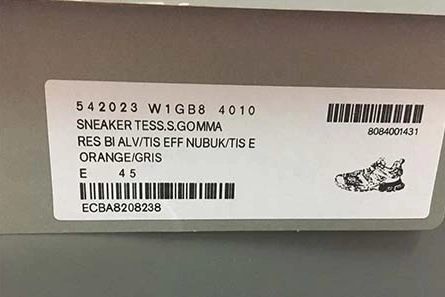 542023 W1GB8 4010
8084001431
SNEAKER TESS.S.GOMMA
RES BI ALV/TIS EFF NUBUK/TIS E
ORANGE/GRIS
E 45
ECBA8208238